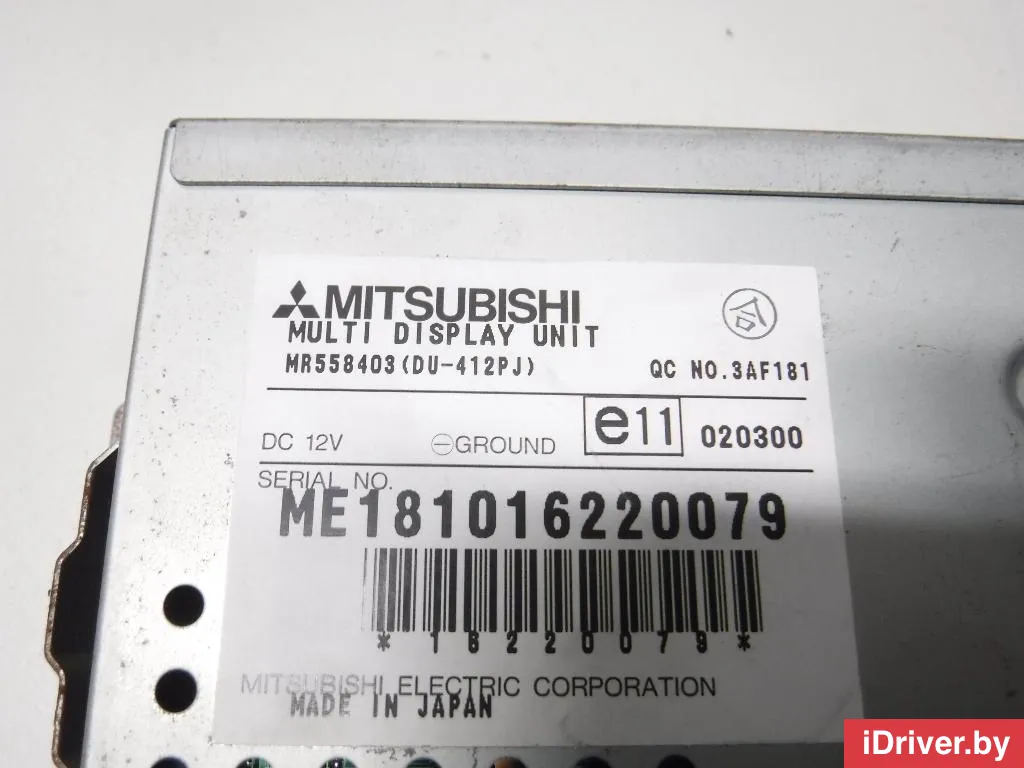 MITSUBISHI
MULTI DISPLAY UNIT
MR558403(DU-412PJ)
QC NO.3AF181
DC 12V
⊖GROUND
e11
020300
SERIAL NO.
ME181016220079
*16220079*
MITSUBISHI ELECTRIC CORPORATION
MADE IN JAPAN
iDriver.by